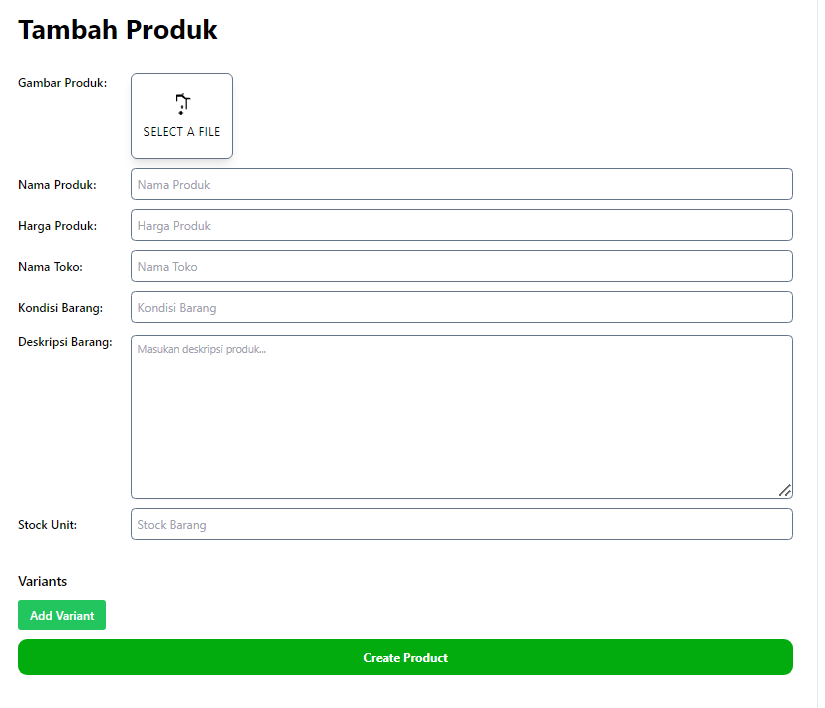 Tambah Produk
Gambar Produk:
SELECT A FILE
Nama Produk:
Nama Produk
Harga Produk:
Harga Produk
Nama Toko:
Nama Toko
Kondisi Barang:
Kondisi Barang
Deskripsi Barang:
Masukan deskripsi produk...
Stock Unit:
Stock Barang
Variants
Add Variant
Create Product